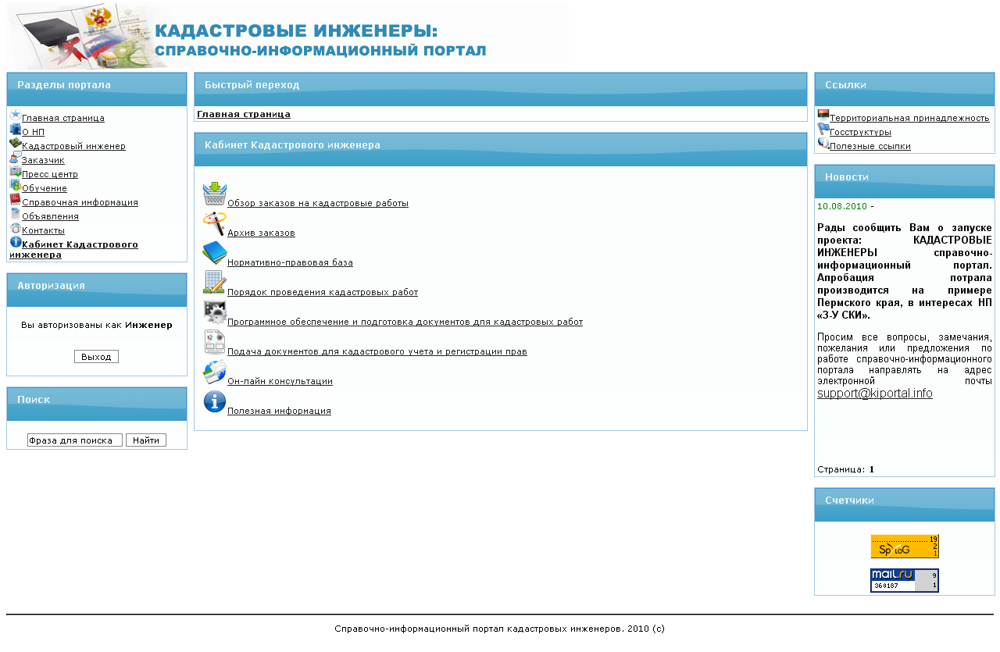 КАДАСТРОВЫЕ ИНЖЕНЕРЫ:
СПРАВОЧНО-ИНФОРМАЦИОННЫЙ ПОРТАЛ
Разделы портала
Главная страница
О НП
Кадастровый инженер
Заказчик
Пресс центр
Обучение
Справочная информация
Объявления
Контакты
Кабинет Кадастрового
инженера
Авторизация
Вы авторизованы как Инженер
Выход
Поиск
Фраза для поиска Найти
Быстрый переход
Главная страница
Кабинет Кадастрового инженера
Обзор заказов на кадастровые работы
Архив заказов
Нормативно-правовая база
Порядок проведения кадастровых работ
Программное обеспечение и подготовка документов для кадастровых работ
Подача документов для кадастрового учета и регистрации прав
Он-лайн консультации
Полезная информация
Ссылки
Территориальная принадлежность
Госструктуры
Полезные ссылки
Новости
10.08.2010 -
Рады сообщить Вам о запуске
проекта: КАДАСТРОВЫЕ
ИНЖЕНЕРЫ справочно-
информационный портал.
Апробация потрала
производится на примере
Пермского края, в интересах НП
«З-У СКИ».
Просим все вопросы, замечания,
пожелания или предложения по
работе справочно-информационного
портала направлять на адрес
электронной почты
support@kiportal.info
Страница: 1
Счетчики
19
SpyLOG 2
1
mail.ru 9
360187 1
Справочно-информационный портал кадастровых инженеров. 2010 (c)